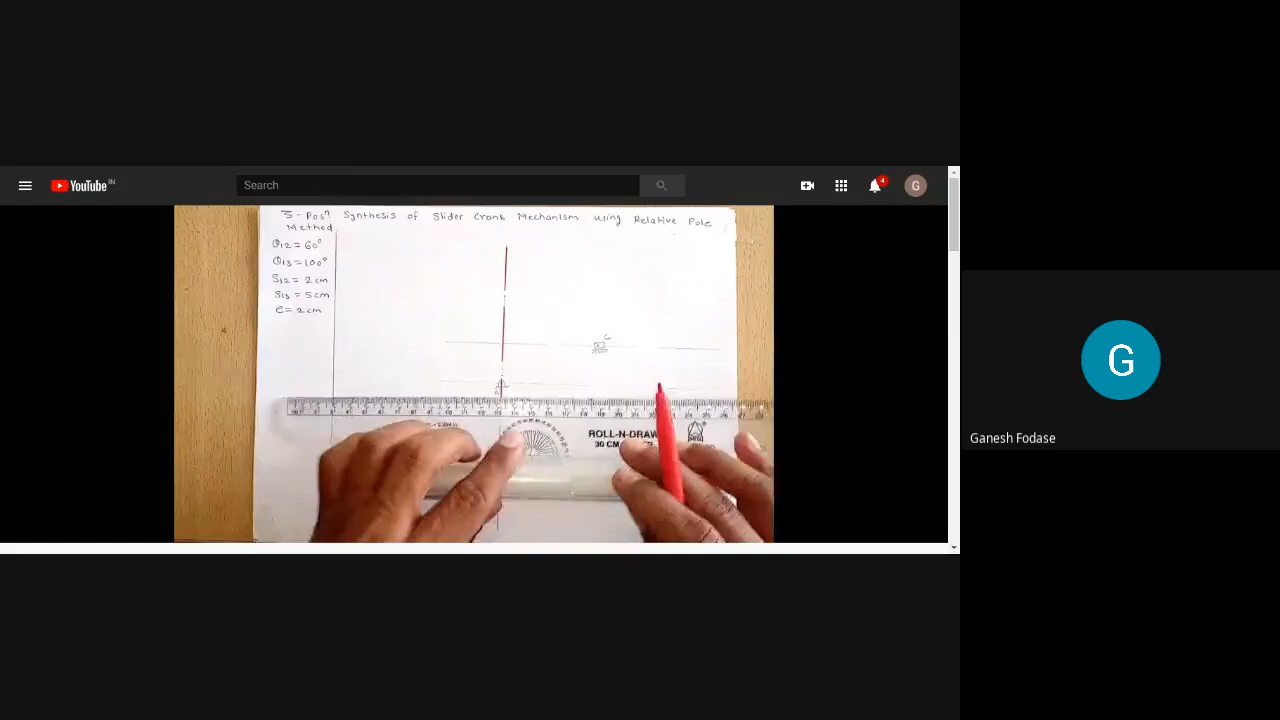 YouTube IN
Search
4
G
3-Posⁿ Synthesis of Slider Crank Mechanism using Relative Pole
Method
θ12 = 60°
θ13 = 100°
S12 = 2 cm
S13 = 5 cm
e = 2 cm
C
ROLL-N-DRAW
30 CM
G
Ganesh Fodase